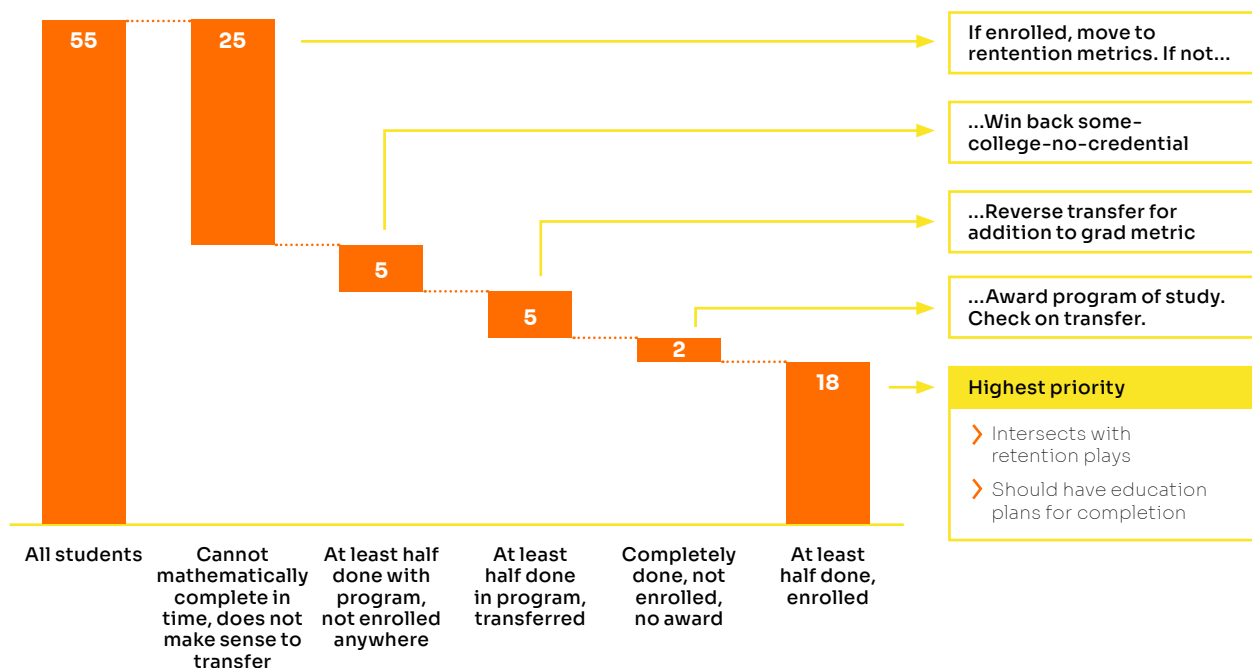 55
25
5
5
2
18
If enrolled, move to
rentention metrics. If not...
...Win back some-
college-no-credential
...Reverse transfer for
addition to grad metric
...Award program of study.
Check on transfer.
Highest priority
Intersects with
retention plays
Should have education
plans for completion
All students
Cannot
mathematically
complete in
time, does not
make sense to
transfer
At least half
done with
program,
not enrolled
anywhere
At least
half done
in program,
transferred
Completely
done, not
enrolled,
no award
At least
half done,
enrolled